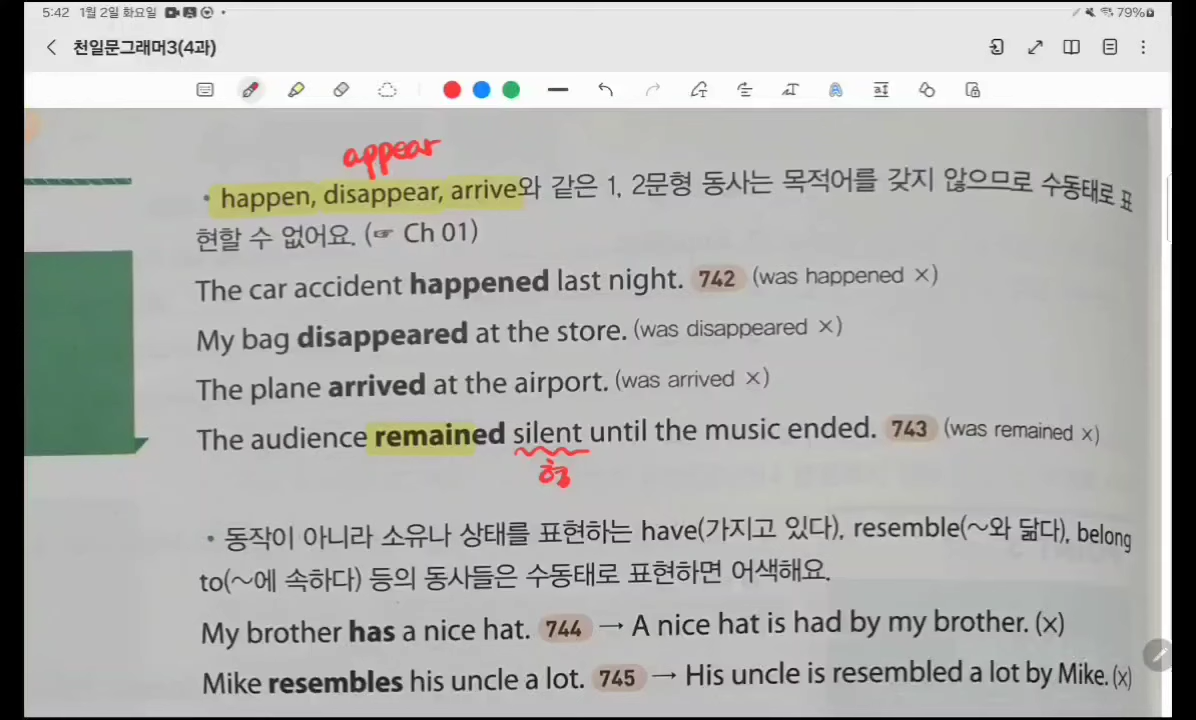 5:42 1월 2일 화요일
79%
천일문그래머3(4과)
appear
• happen, disappear, arrive와 같은 1, 2문형 동사는 목적어를 갖지 않으므로 수동태로 표
현할 수 없어요. (☞ Ch 01)
The car accident happened last night. 742 (was happened ×)
My bag disappeared at the store. (was disappeared ×)
The plane arrived at the airport. (was arrived ×)
The audience remained silent until the music ended. 743 (was remained x)
형
• 동작이 아니라 소유나 상태를 표현하는 have(가지고 있다), resemble(~와 닮다), belong
to(~에 속하다) 등의 동사들은 수동태로 표현하면 어색해요.
My brother has a nice hat. 744 → A nice hat is had by my brother. (x)
Mike resembles his uncle a lot. 745 → His uncle is resembled a lot by Mike. (x)